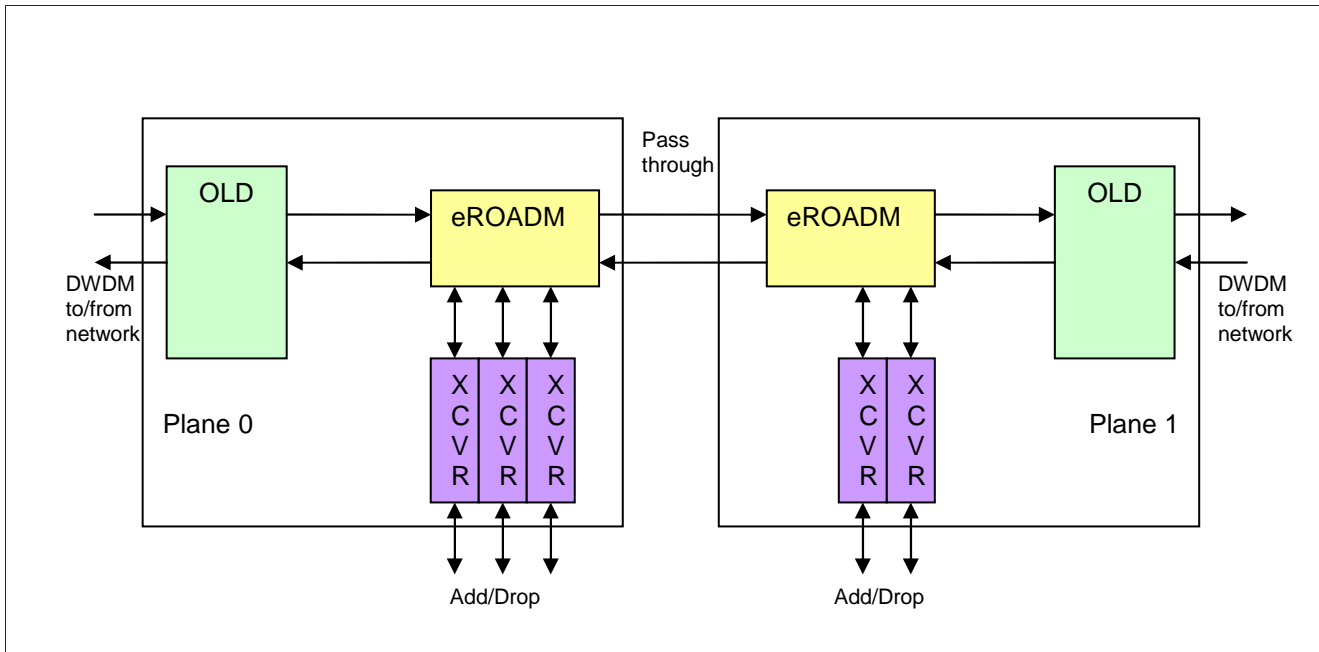 Pass
through
OLD
eROADM
eROADM
OLD
DWDM
to/from
network
DWDM
to/from
network
X
C
V
R
X
C
V
R
X
C
V
R
X
C
V
R
X
C
V
R
Plane 0
Plane 1
Add/Drop
Add/Drop